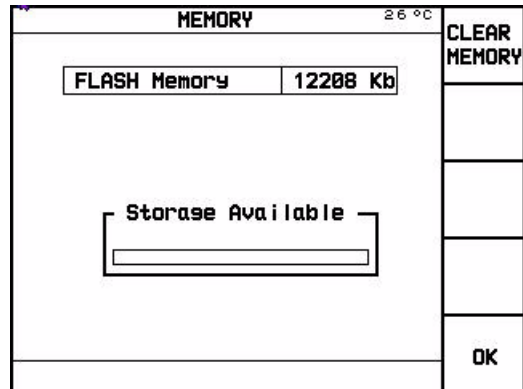 MEMORY 26 °C
CLEAR
MEMORY
FLASH Memory 12208 Kb
Storage Available
OK